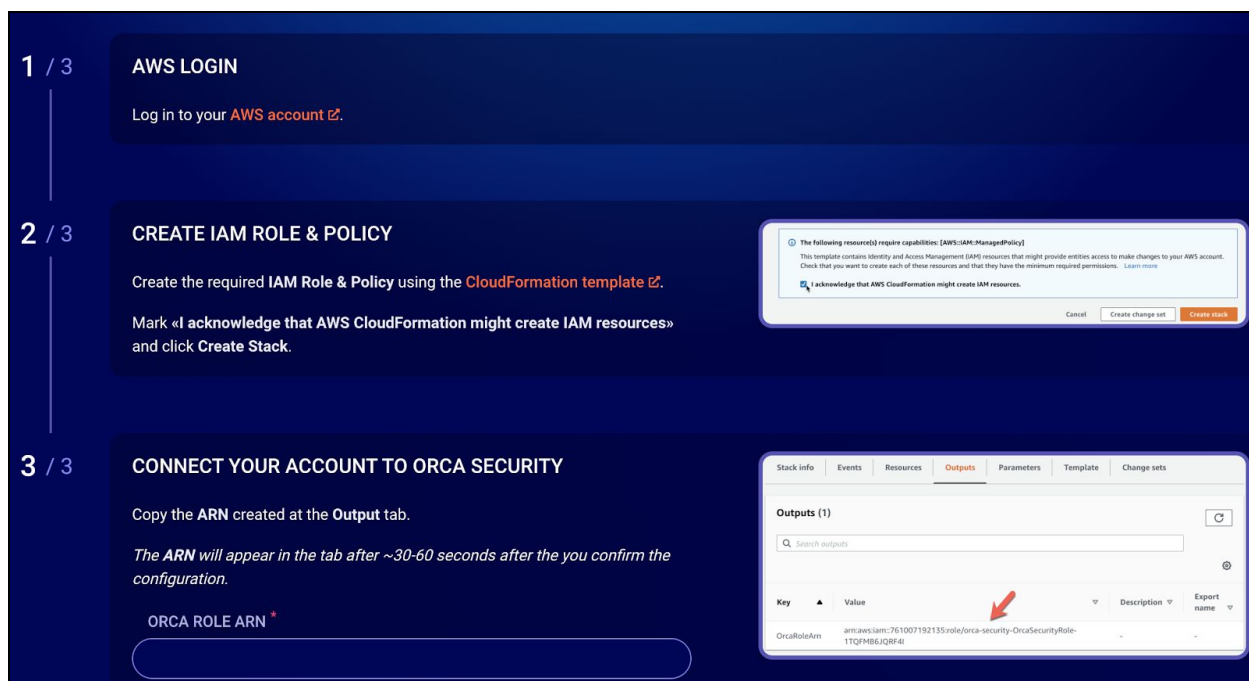 1 / 3
AWS LOGIN
Log in to your AWS account.
2 / 3
CREATE IAM ROLE & POLICY
Create the required IAM Role & Policy using the CloudFormation template.
Mark «I acknowledge that AWS CloudFormation might create IAM resources»
and click Create Stack.
The following resource(s) require capabilities: [AWS::IAM::ManagedPolicy]
This template contains Identity and Access Management (IAM) resources that might provide entities access to make changes to your AWS account.
Check that you want to create each of these resources and that they have the minimum required permissions. Learn more
I acknowledge that AWS CloudFormation might create IAM resources.
Cancel Create change set Create stack
3 / 3
CONNECT YOUR ACCOUNT TO ORCA SECURITY
Copy the ARN created at the Output tab.
The ARN will appear in the tab after ~30-60 seconds after the you confirm the
configuration.
ORCA ROLE ARN *
Stack info Events Resources Outputs Parameters Template Change sets
Outputs (1)
Search outputs
Key Value Description Export
name
OrcaRoleArn arn:aws:iam::761007192135:role/orca-security-OrcaSecurityRole-
1TQFMB6JQRF4I - -